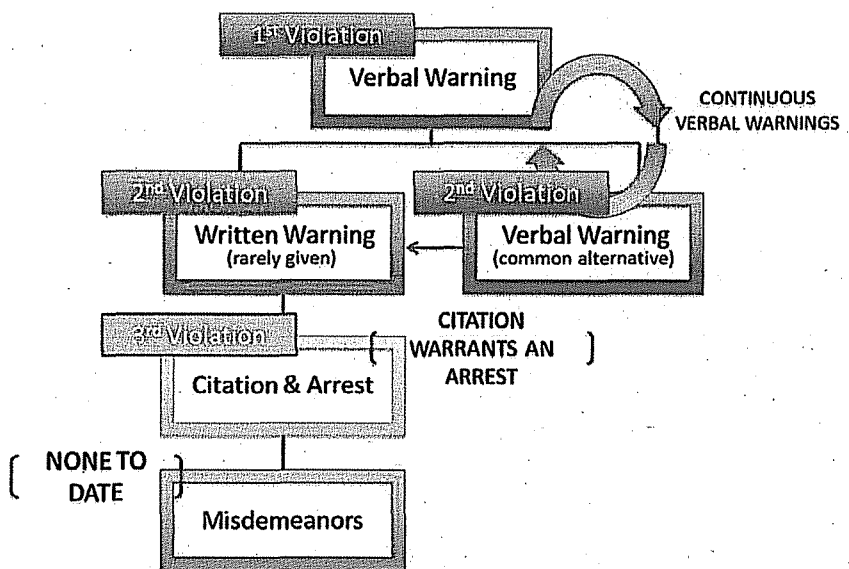 1st Violation
Verbal Warning
CONTINUOUS
VERBAL WARNINGS
2nd Violation
Written Warning
(rarely given)
2nd Violation
Verbal Warning
(common alternative)
3rd Violation
Citation & Arrest
[ CITATION
WARRANTS AN
ARREST ]
[ NONE TO
DATE ]
Misdemeanors